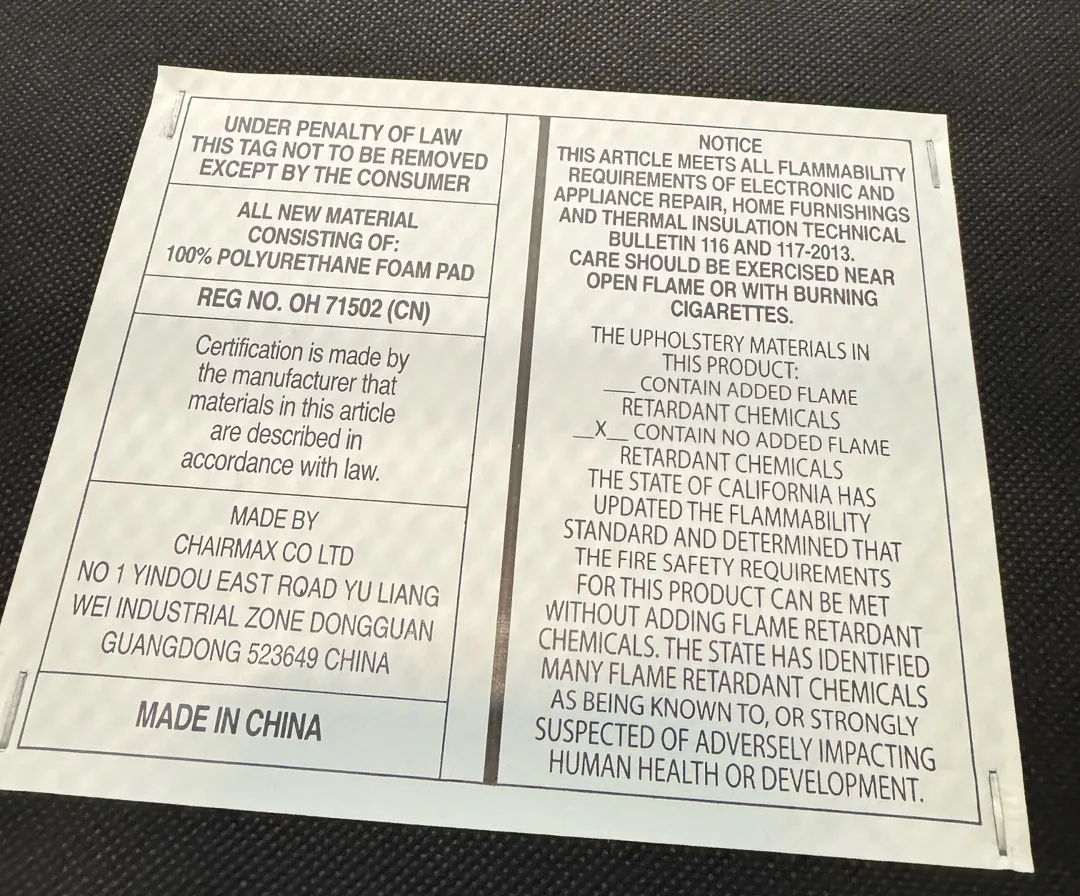 UNDER PENALTY OF LAW
THIS TAG NOT TO BE REMOVED
EXCEPT BY THE CONSUMER
ALL NEW MATERIAL
CONSISTING OF:
100% POLYURETHANE FOAM PAD
REG NO. OH 71502 (CN)
Certification is made by
the manufacturer that
materials in this article
are described in
accordance with law.
MADE BY
CHAIRMAX CO LTD
NO 1 YINDOU EAST ROAD YU LIANG
WEI INDUSTRIAL ZONE DONGGUAN
GUANGDONG 523649 CHINA
MADE IN CHINA
NOTICE
THIS ARTICLE MEETS ALL FLAMMABILITY
REQUIREMENTS OF ELECTRONIC AND
APPLIANCE REPAIR, HOME FURNISHINGS
AND THERMAL INSULATION TECHNICAL
BULLETIN 116 AND 117-2013.
CARE SHOULD BE EXERCISED NEAR
OPEN FLAME OR WITH BURNING
CIGARETTES.
THE UPHOLSTERY MATERIALS IN
THIS PRODUCT:
___ CONTAIN ADDED FLAME
RETARDANT CHEMICALS
__X__ CONTAIN NO ADDED FLAME
RETARDANT CHEMICALS
THE STATE OF CALIFORNIA HAS
UPDATED THE FLAMMABILITY
STANDARD AND DETERMINED THAT
THE FIRE SAFETY REQUIREMENTS
FOR THIS PRODUCT CAN BE MET
WITHOUT ADDING FLAME RETARDANT
CHEMICALS. THE STATE HAS IDENTIFIED
MANY FLAME RETARDANT CHEMICALS
AS BEING KNOWN TO, OR STRONGLY
SUSPECTED OF ADVERSELY IMPACTING
HUMAN HEALTH OR DEVELOPMENT.